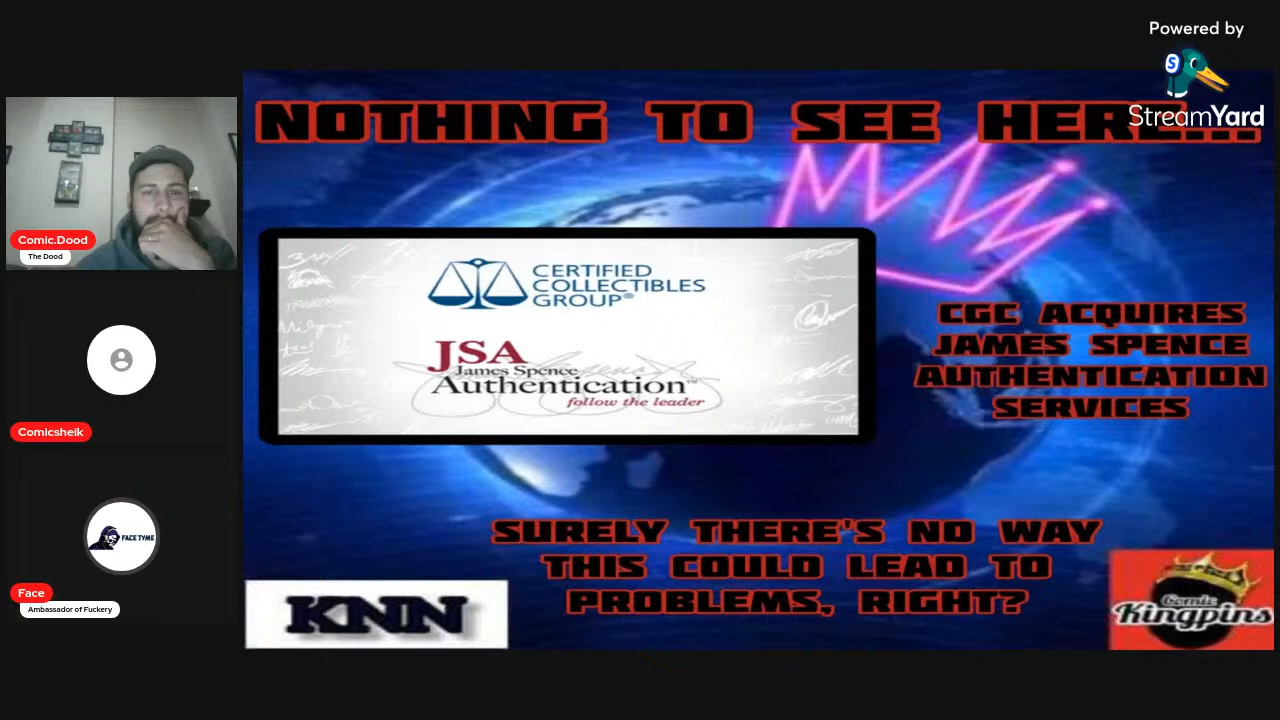 Powered by
StreamYard
NOTHING TO SEE HERE...
Comic.Dood
The Dood
CERTIFIED
COLLECTIBLES
GROUP®
JSA
James Spence
Authentication™
follow the leader
CGC ACQUIRES
JAMES SPENCE
AUTHENTICATION
SERVICES
Comicsheik
SURELY THERE'S NO WAY
THIS COULD LEAD TO
PROBLEMS, RIGHT?
FACE TYME
Face
Ambassador of Fuckery
KNN
Comic
Kingpins